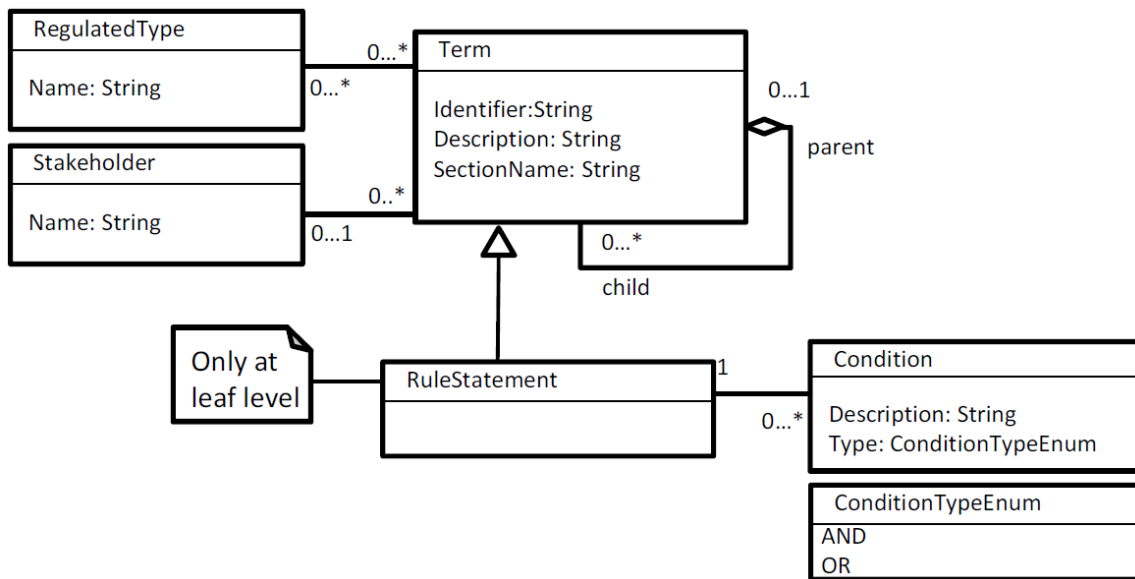 RegulatedType
Name: String
0...*
0...*
Term
Identifier:String
Description: String
SectionName: String
0...1
parent
Stakeholder
Name: String
0..*
0...1
0...*
child
Only at
leaf level
RuleStatement
1
0...*
Condition
Description: String
Type: ConditionTypeEnum
ConditionTypeEnum
AND
OR